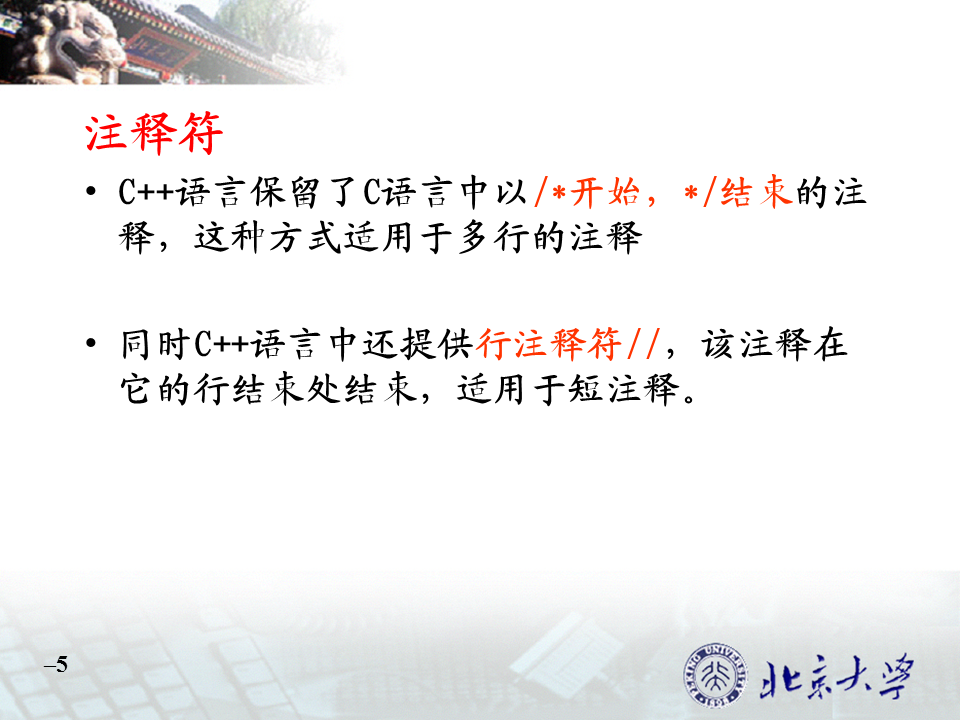 注释符
• C++语言保留了C语言中以/*开始，*/结束的注
释，这种方式适用于多行的注释
• 同时C++语言中还提供行注释符//，该注释在
它的行结束处结束，适用于短注释。
–5
PEKING UNIVERSITY
1898
北京大学